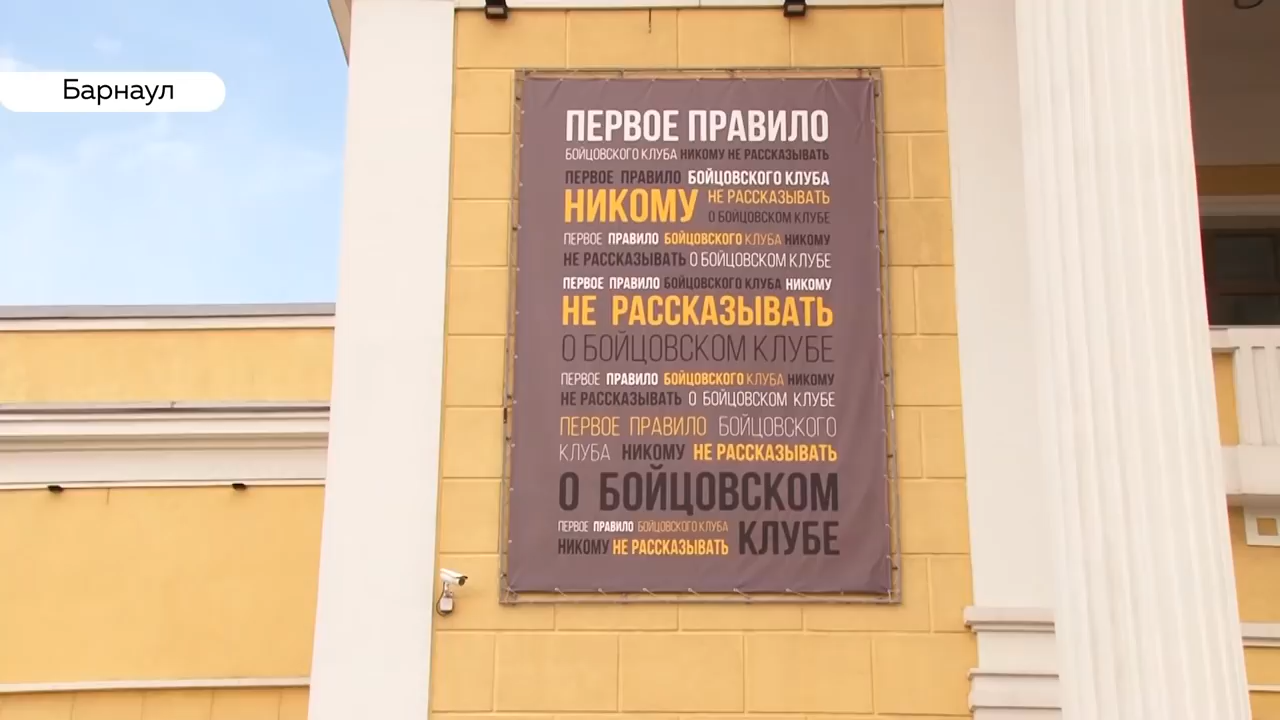 Барнаул
ПЕРВОЕ ПРАВИЛО
БОЙЦОВСКОГО КЛУБА НИКОМУ НЕ РАССКАЗЫВАТЬ
ПЕРВОЕ ПРАВИЛО БОЙЦОВСКОГО КЛУБА
НИКОМУ НЕ РАССКАЗЫВАТЬ
О БОЙЦОВСКОМ КЛУБЕ
ПЕРВОЕ ПРАВИЛО БОЙЦОВСКОГО КЛУБА НИКОМУ
НЕ РАССКАЗЫВАТЬ О БОЙЦОВСКОМ КЛУБЕ
ПЕРВОЕ ПРАВИЛО БОЙЦОВСКОГО КЛУБА НИКОМУ
НЕ РАССКАЗЫВАТЬ
О БОЙЦОВСКОМ КЛУБЕ
ПЕРВОЕ ПРАВИЛО БОЙЦОВСКОГО КЛУБА НИКОМУ
НЕ РАССКАЗЫВАТЬ О БОЙЦОВСКОМ КЛУБЕ
ПЕРВОЕ ПРАВИЛО БОЙЦОВСКОГО
КЛУБА НИКОМУ НЕ РАССКАЗЫВАТЬ
О БОЙЦОВСКОМ
ПЕРВОЕ ПРАВИЛО БОЙЦОВСКОГО КЛУБА
НИКОМУ НЕ РАССКАЗЫВАТЬ КЛУБЕ